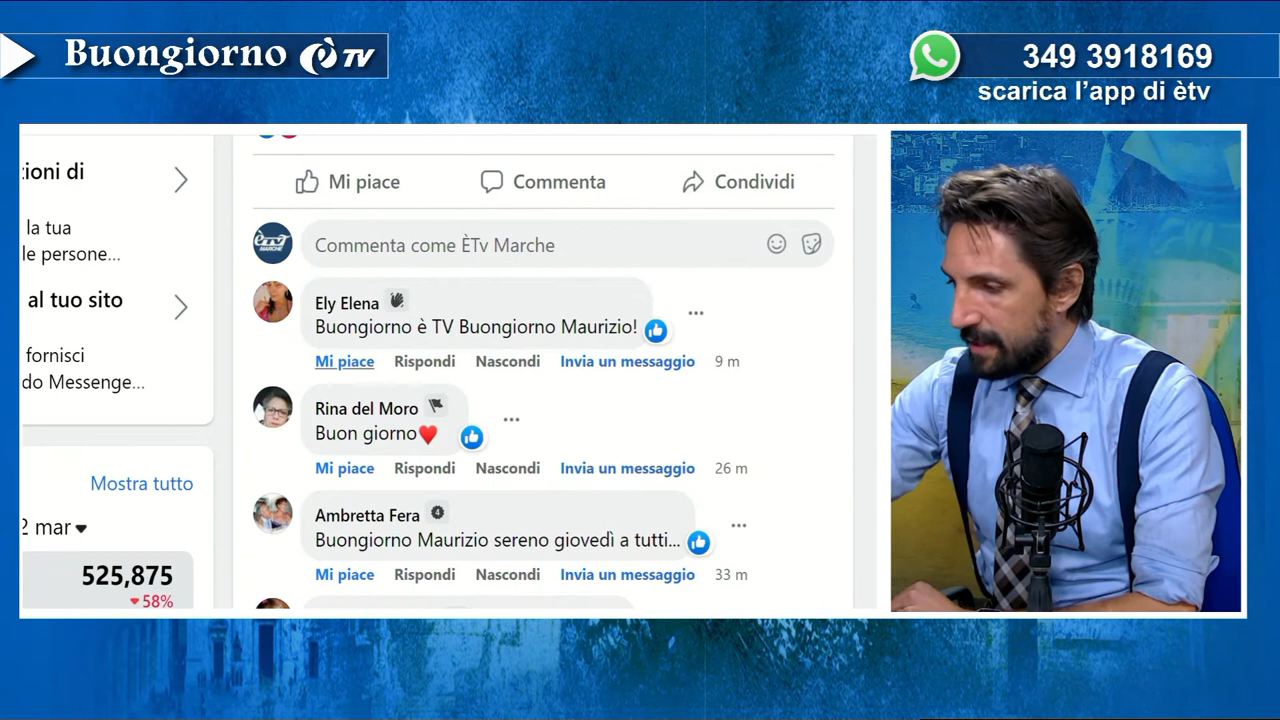 Buongiorno è TV
349 3918169
scarica l'app di ètv
zioni di
la tua
le persone...
al tuo sito
fornisci
do Messenge...
Mostra tutto
2 mar
525,875
58%
Mi piace
Commenta
Condividi
ètv
MARCHE
Commenta come ÈTv Marche
Ely Elena
Buongiorno è TV Buongiorno Maurizio!
Mi piace Rispondi Nascondi Invia un messaggio 9 m
Rina del Moro
Buon giorno❤️
Mi piace Rispondi Nascondi Invia un messaggio 26 m
Ambretta Fera 4
Buongiorno Maurizio sereno giovedì a tutti...
Mi piace Rispondi Nascondi Invia un messaggio 33 m